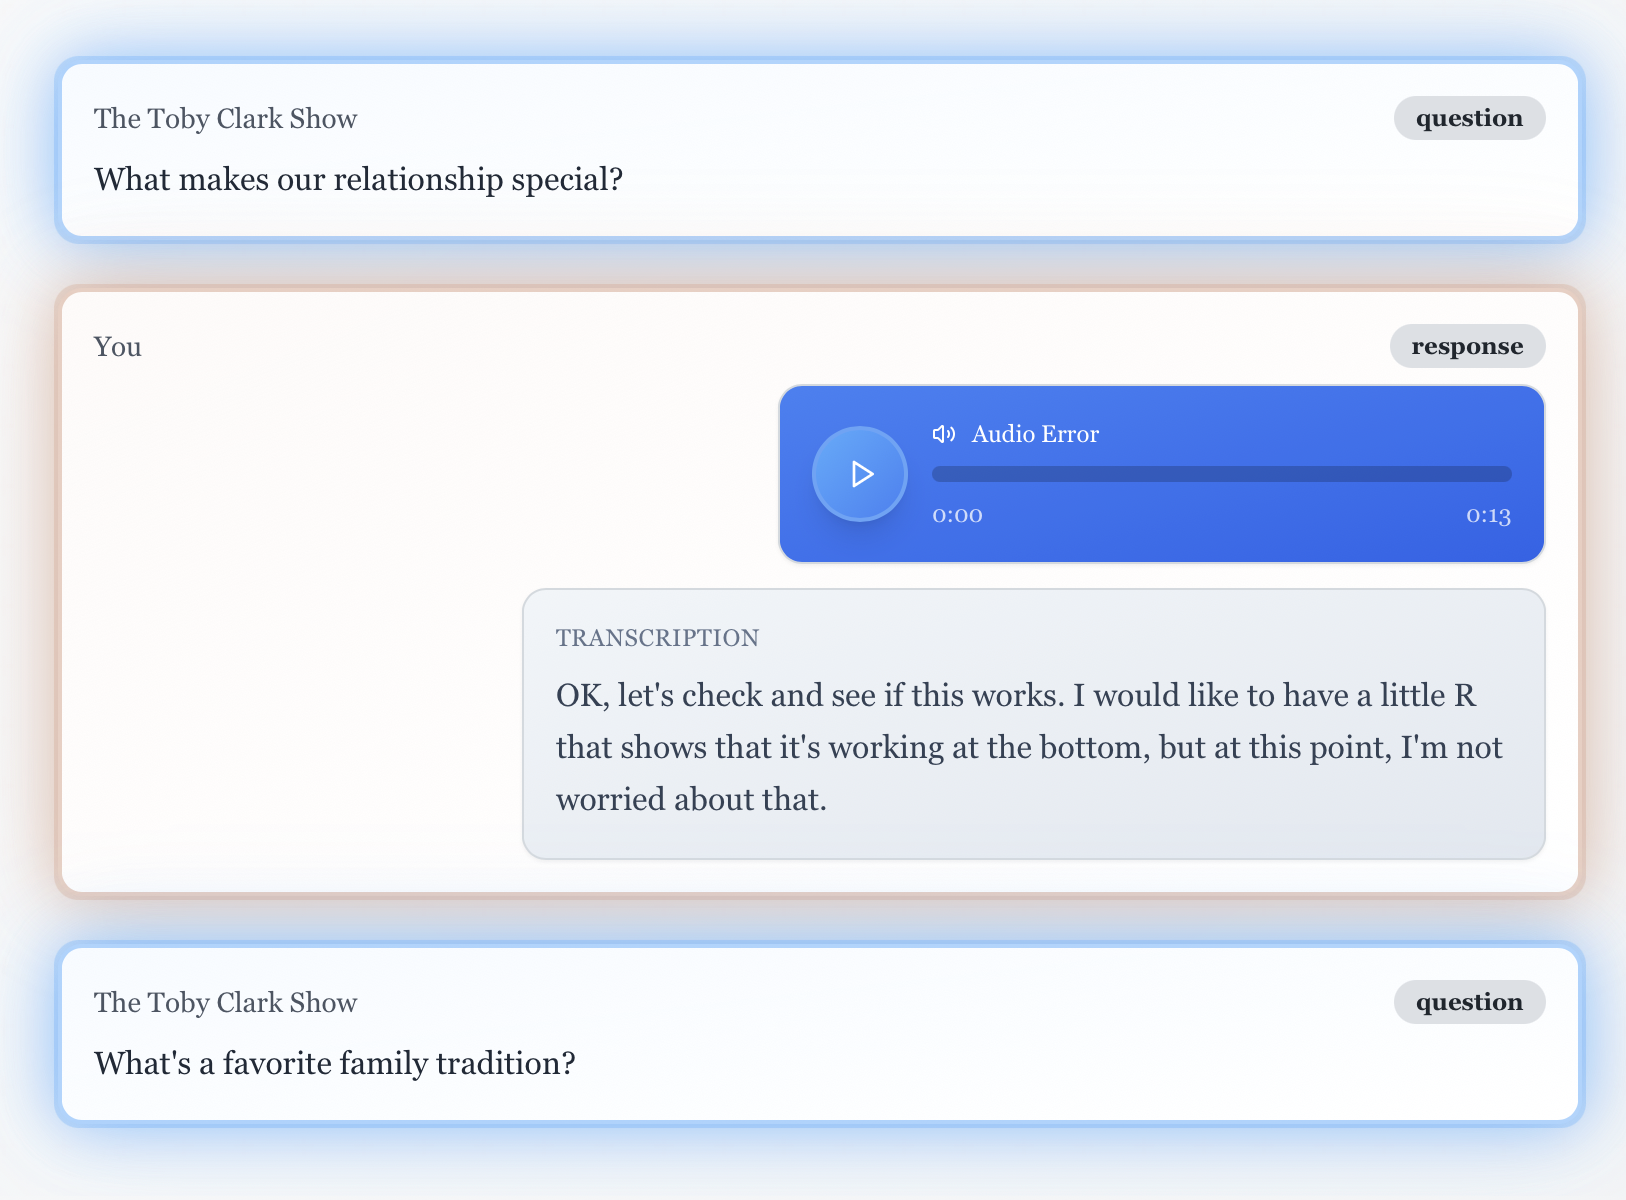 The Toby Clark Show
question
What makes our relationship special?
You
response
Audio Error
0:00
0:13
TRANSCRIPTION
OK, let's check and see if this works. I would like to have a little R
that shows that it's working at the bottom, but at this point, I'm not
worried about that.
The Toby Clark Show
question
What's a favorite family tradition?